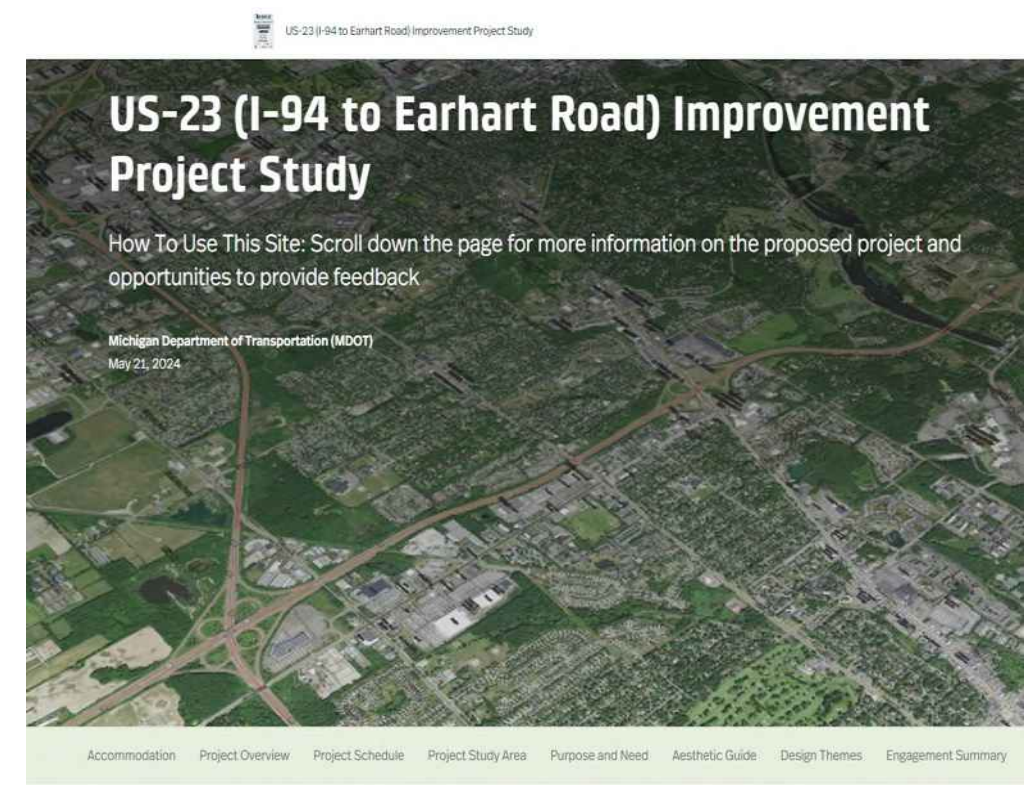 US-23 (I-94 to Earhart Road) Improvement Project Study
US-23 (I-94 to Earhart Road) Improvement
Project Study
How To Use This Site: Scroll down the page for more information on the proposed project and
opportunities to provide feedback
Michigan Department of Transportation (MDOT)
May 21, 2024
Accommodation Project Overview Project Schedule Project Study Area Purpose and Need Aesthetic Guide Design Themes Engagement Summary